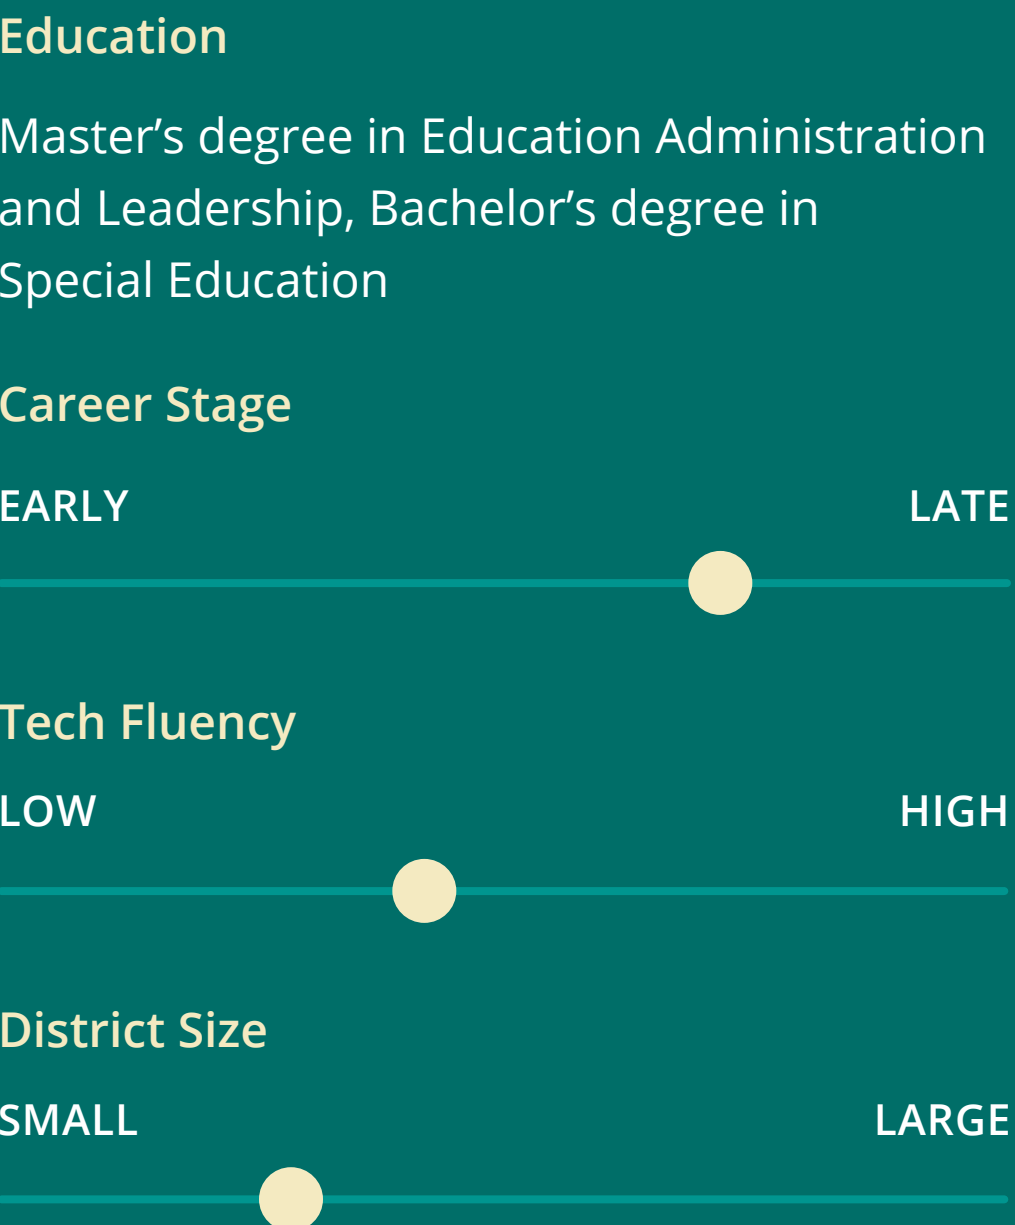 Education
Master’s degree in Education Administration
and Leadership, Bachelor’s degree in
Special Education
Career Stage
EARLY LATE
Tech Fluency
LOW HIGH
District Size
SMALL LARGE